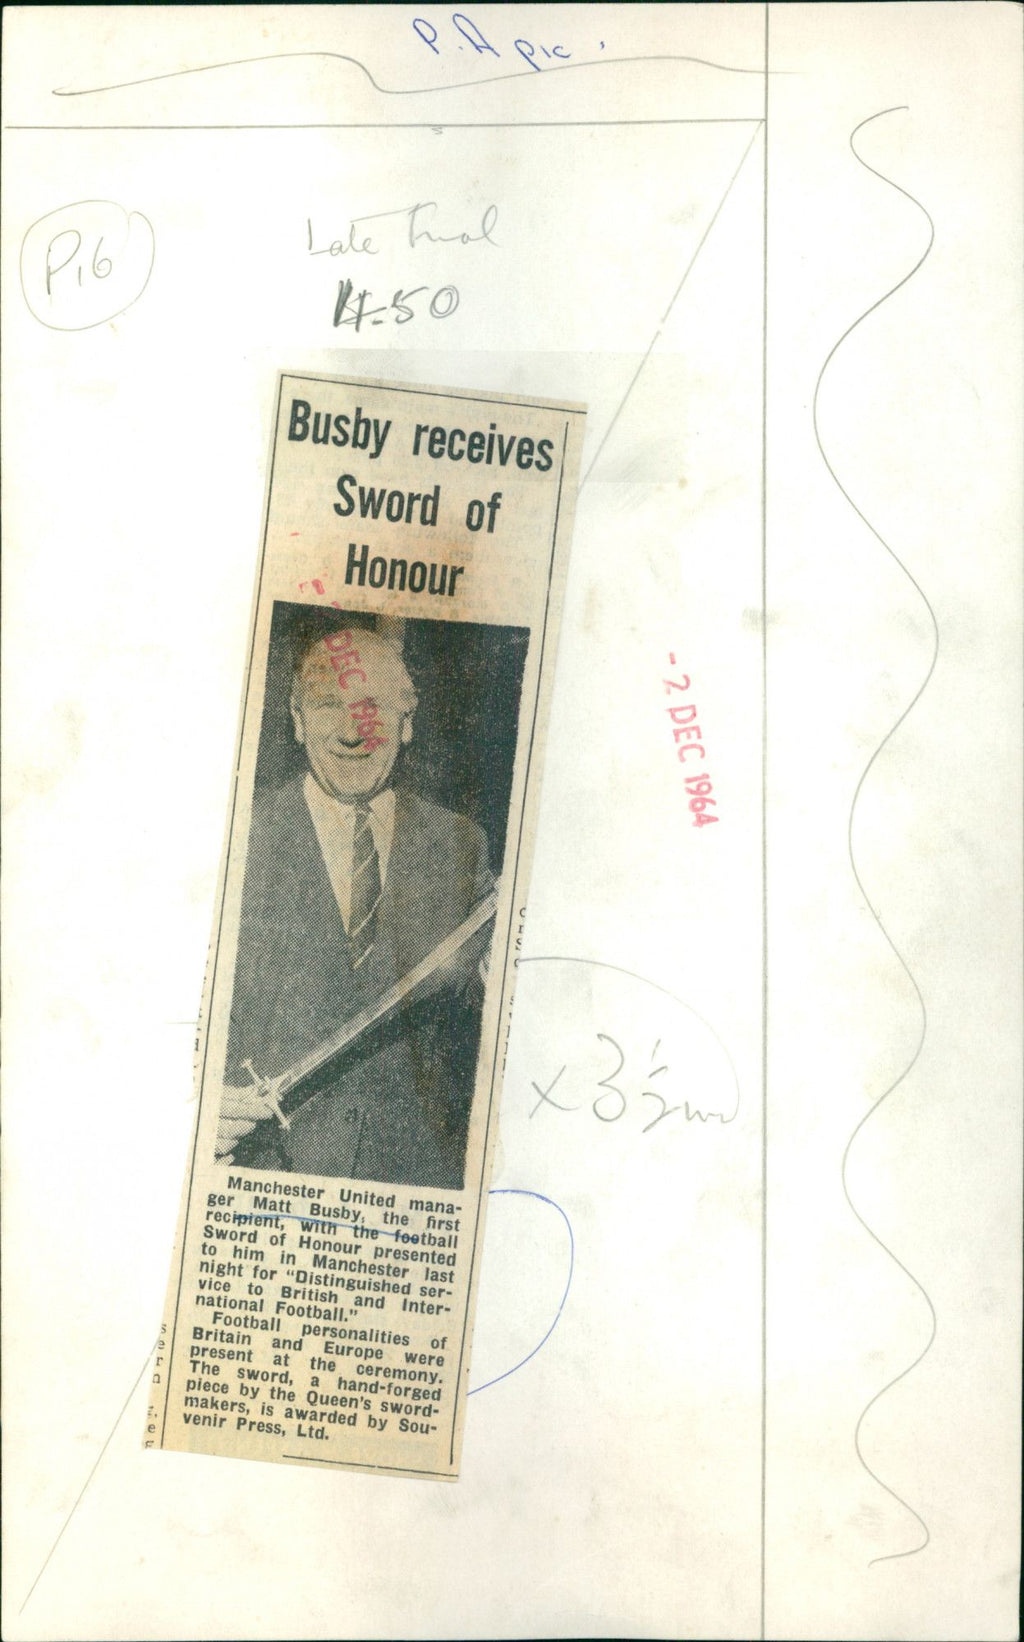 P.A pic.
P.6
Late Final
4.50
Busby receives
Sword of
Honour
DEC 1964
- 2 DEC 1964
x 3½
Manchester United mana-
ger Matt Busby, the first
recipient, with the football
Sword of Honour presented
to him in Manchester last
night for "Distinguished ser-
vice to British and Inter-
national Football."
Football personalities of
Britain and Europe were
present at the ceremony.
The sword, a hand-forged
piece by the Queen's sword-
makers, is awarded by Sou-
venir Press, Ltd.